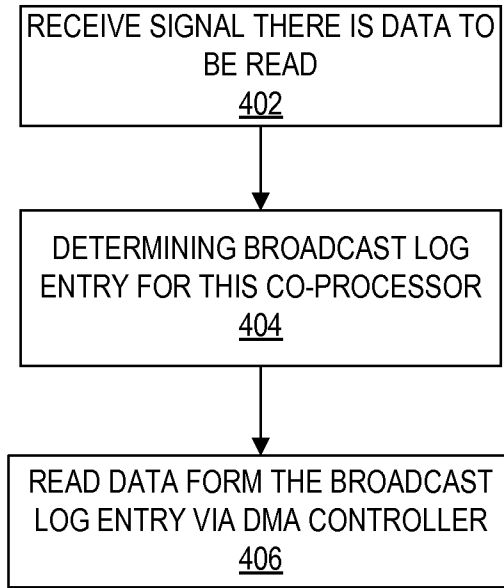 RECEIVE SIGNAL THERE IS DATA TO
BE READ
402
DETERMINING BROADCAST LOG
ENTRY FOR THIS CO-PROCESSOR
404
READ DATA FORM THE BROADCAST
LOG ENTRY VIA DMA CONTROLLER
406